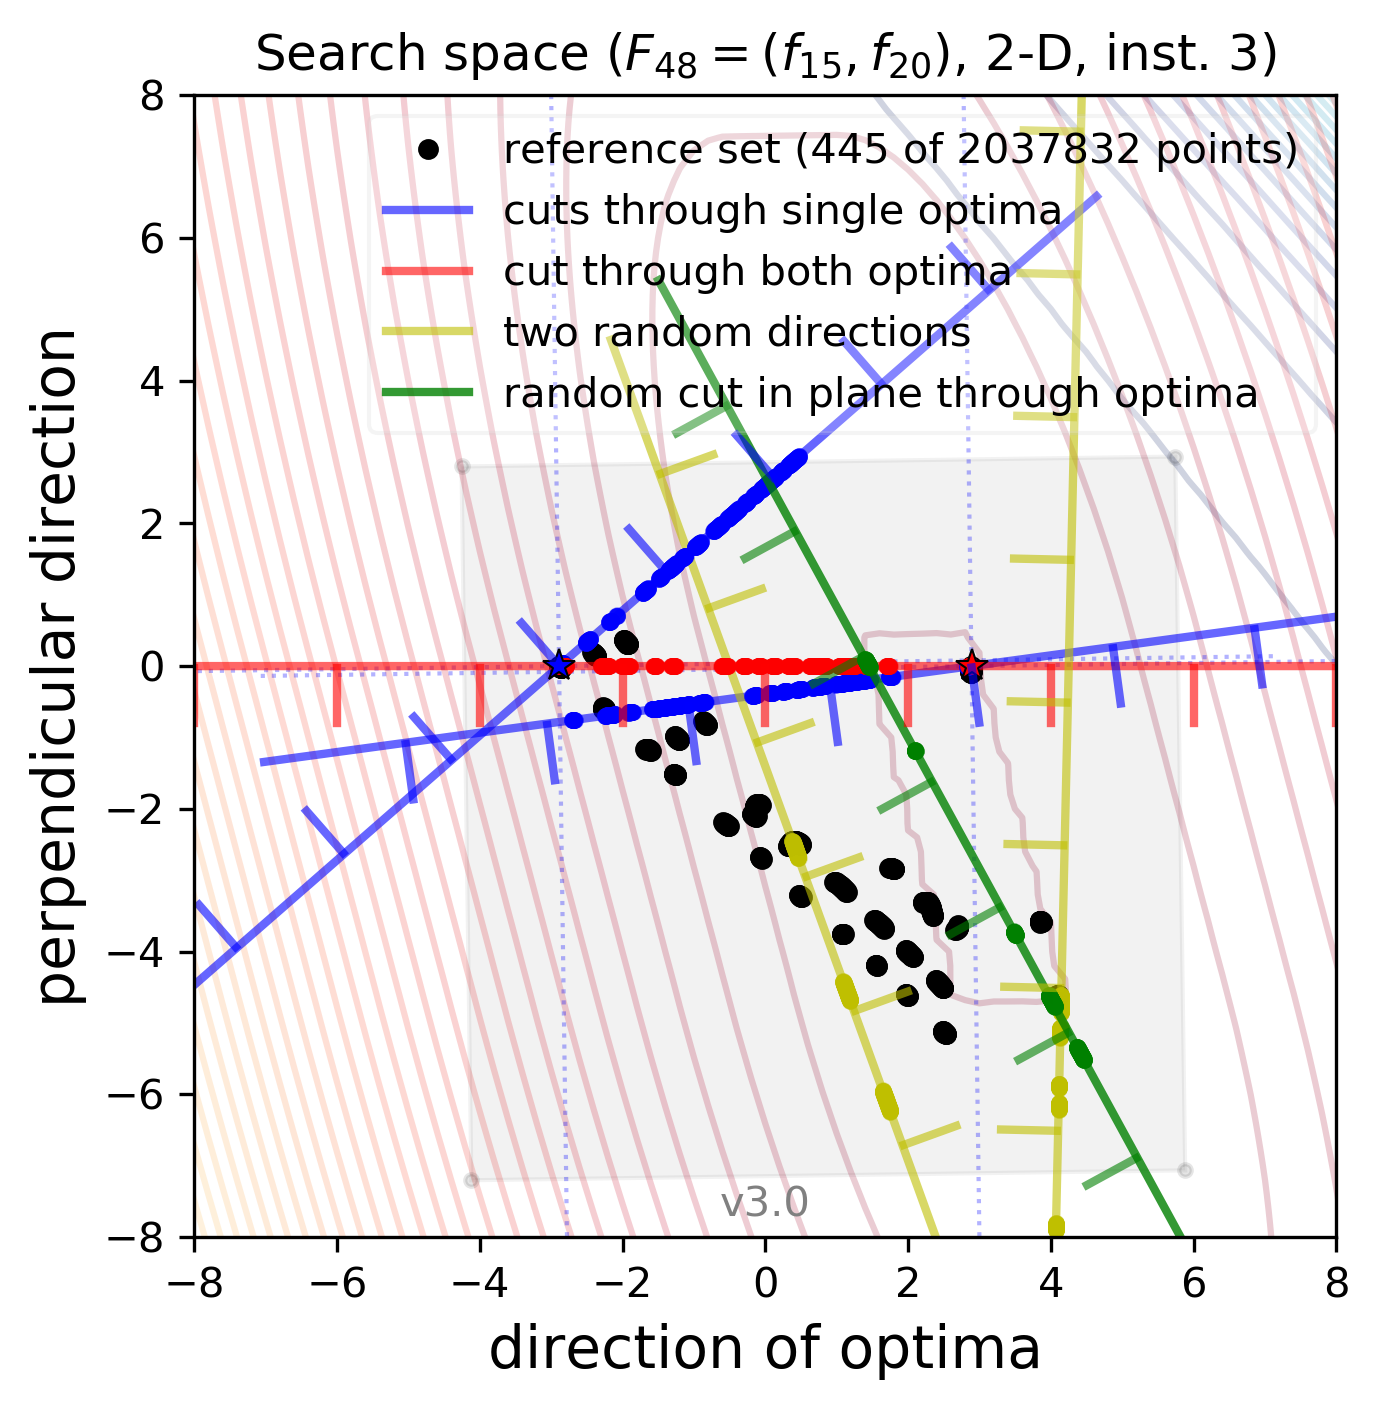 Search space (F₄₈ = (f₁₅, f₂₀), 2-D, inst. 3)
reference set (445 of 2037832 points)
cuts through single optima
cut through both optima
two random directions
random cut in plane through optima
v3.0
8
6
4
2
0
−2
−4
−6
−8
−8 −6 −4 −2 0 2 4 6 8
perpendicular direction
direction of optima